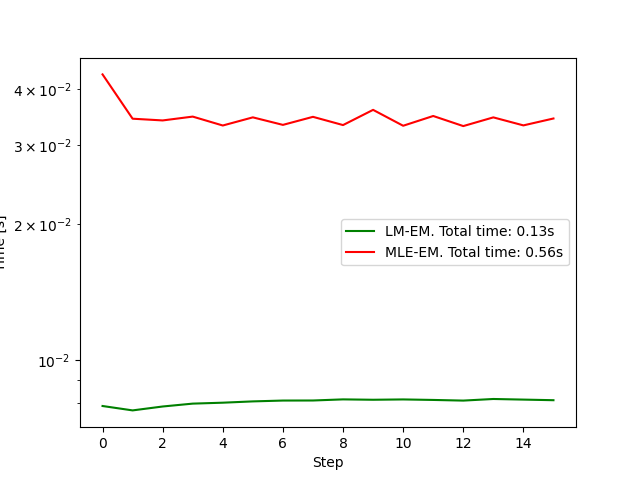 4 × 10⁻²
3 × 10⁻²
2 × 10⁻²
10⁻²
Time [s]
LM-EM. Total time: 0.13s
MLE-EM. Total time: 0.56s
0 2 4 6 8 10 12 14
Step